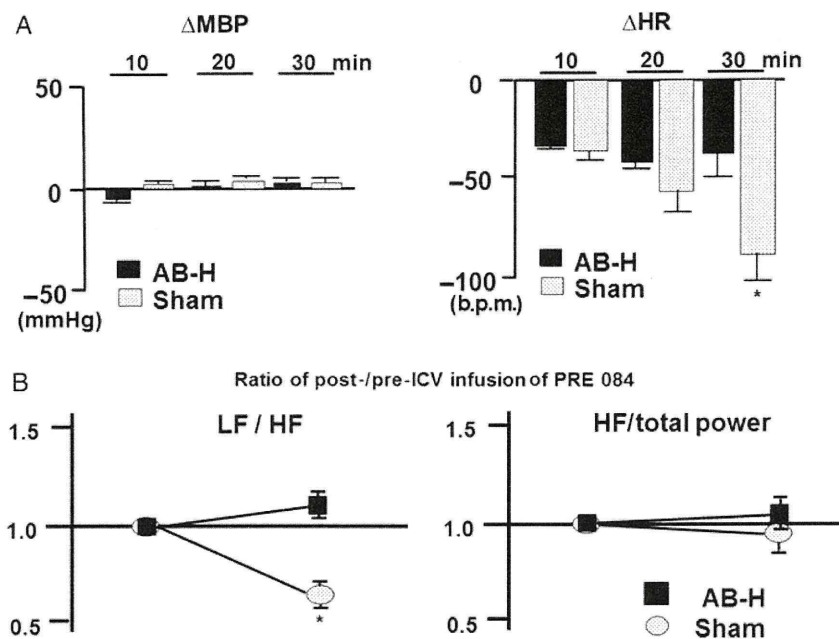 A
ΔMBP
10 20 30 min
50
0
−50
(mmHg)
AB-H
Sham
ΔHR
10 20 30 min
0
−50
−100
(b.p.m.)
AB-H
Sham
*
B
Ratio of post-/pre-ICV infusion of PRE 084
LF / HF
1.5
1.0
0.5
*
HF/total power
1.5
1.0
0.5
AB-H
Sham